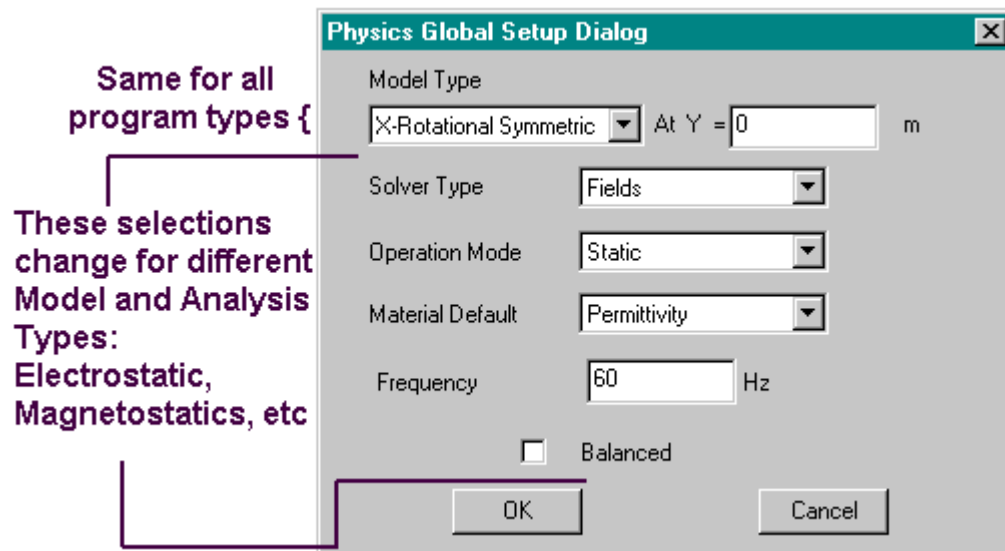 Physics Global Setup Dialog
Same for all
program types {
Model Type
X-Rotational Symmetric At Y = 0 m
These selections
change for different
Model and Analysis
Types:
Electrostatic,
Magnetostatics, etc
Solver Type Fields
Operation Mode Static
Material Default Permittivity
Frequency 60 Hz
Balanced
OK Cancel